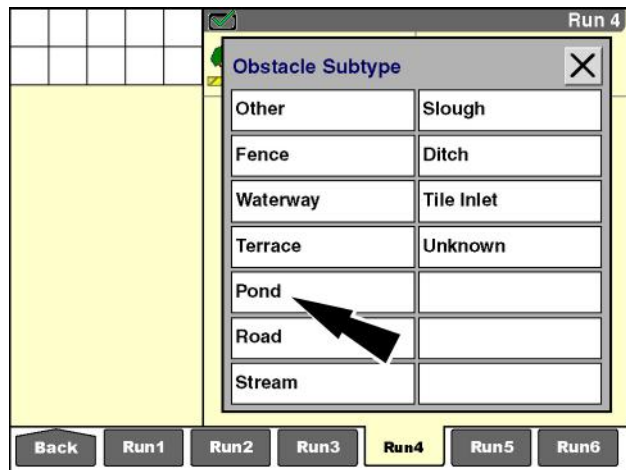 Run 4
Obstacle Subtype
Other
Slough
Fence
Ditch
Waterway
Tile Inlet
Terrace
Unknown
Pond
Road
Stream
Back
Run1
Run2
Run3
Run4
Run5
Run6